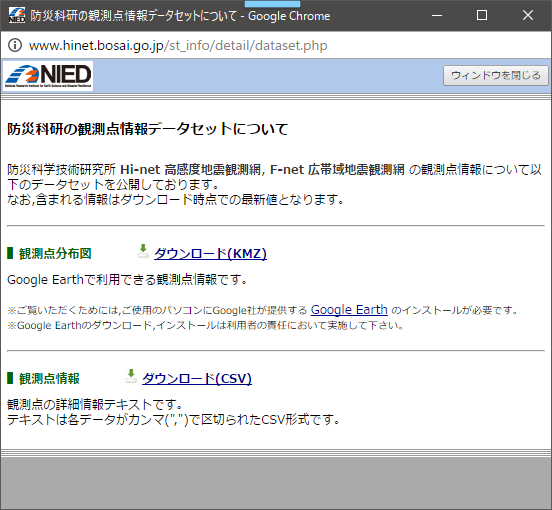 防災科研の観測点情報データセットについて - Google Chrome
www.hinet.bosai.go.jp/st_info/detail/dataset.php
NIED
National Research Institute for Earth Science and Disaster Resilience
ウィンドウを閉じる
防災科研の観測点情報データセットについて
防災科学技術研究所 Hi-net 高感度地震観測網, F-net 広帯域地震観測網 の観測点情報について以
下のデータセットを公開しております。
なお,含まれる情報はダウンロード時点での最新値となります。
観測点分布図 ダウンロード(KMZ)
Google Earthで利用できる観測点情報です。
※ご覧いただくためには,ご使用のパソコンにGoogle社が提供する Google Earth のインストールが必要です。
※Google Earthのダウンロード,インストールは利用者の責任において実施して下さい。
観測点情報 ダウンロード(CSV)
観測点の詳細情報テキストです。
テキストは各データがカンマ(",")で区切られたCSV形式です。